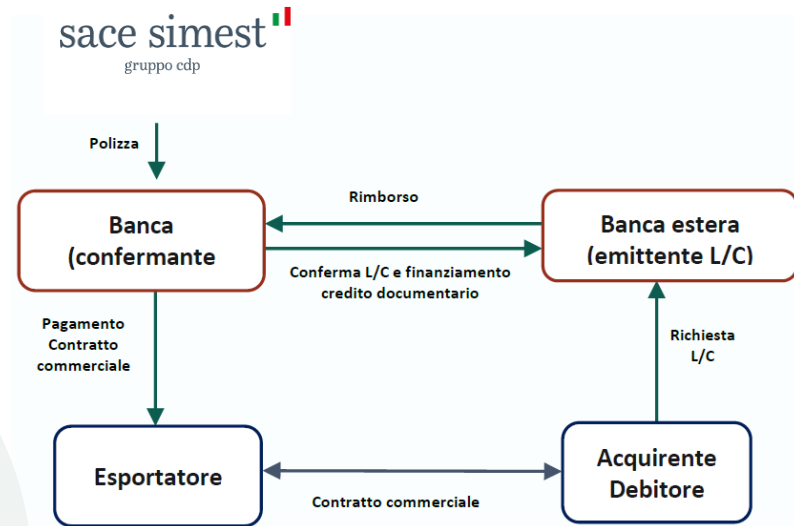 sace simest
gruppo cdp
Polizza
Rimborso
Banca
(confermante
Banca estera
(emittente L/C)
Conferma L/C e finanziamento
credito documentario
Pagamento
Contratto
commerciale
Richiesta
L/C
Esportatore
Acquirente
Debitore
Contratto commerciale